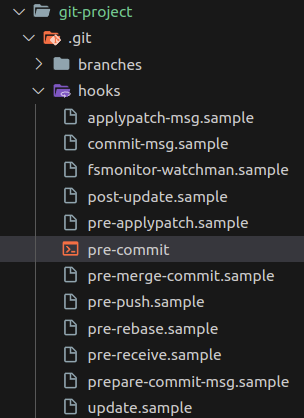 git-project
.git
branches
hooks
applypatch-msg.sample
commit-msg.sample
fsmonitor-watchman.sample
post-update.sample
pre-applypatch.sample
pre-commit
pre-merge-commit.sample
pre-push.sample
pre-rebase.sample
pre-receive.sample
prepare-commit-msg.sample
update.sample